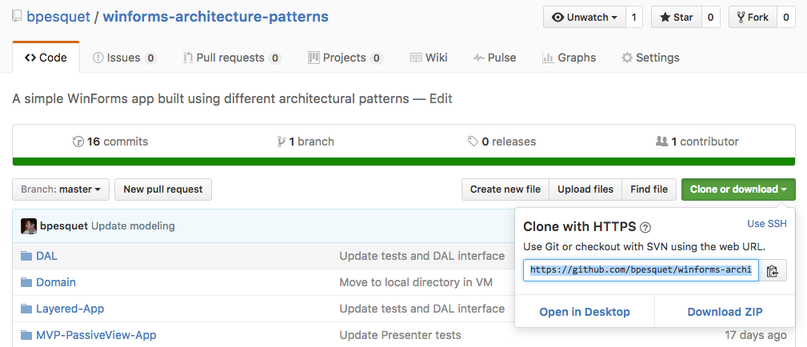 bpesquet / winforms-architecture-patterns
Unwatch 1
Star 0
Fork 0
Code
Issues 0
Pull requests 0
Projects 0
Wiki
Pulse
Graphs
Settings
A simple WinForms app built using different architectural patterns — Edit
16 commits
1 branch
0 releases
1 contributor
Branch: master
New pull request
Create new file
Upload files
Find file
Clone or download
bpesquet Update modeling
Clone with HTTPS ?
Use SSH
Use Git or checkout with SVN using the web URL.
https://github.com/bpesquet/winforms-archi
Open in Desktop
Download ZIP
DAL Update tests and DAL interface
Domain Move to local directory in VM
Layered-App Update tests and DAL interface
MVP-PassiveView-App Update Presenter tests 17 days ago